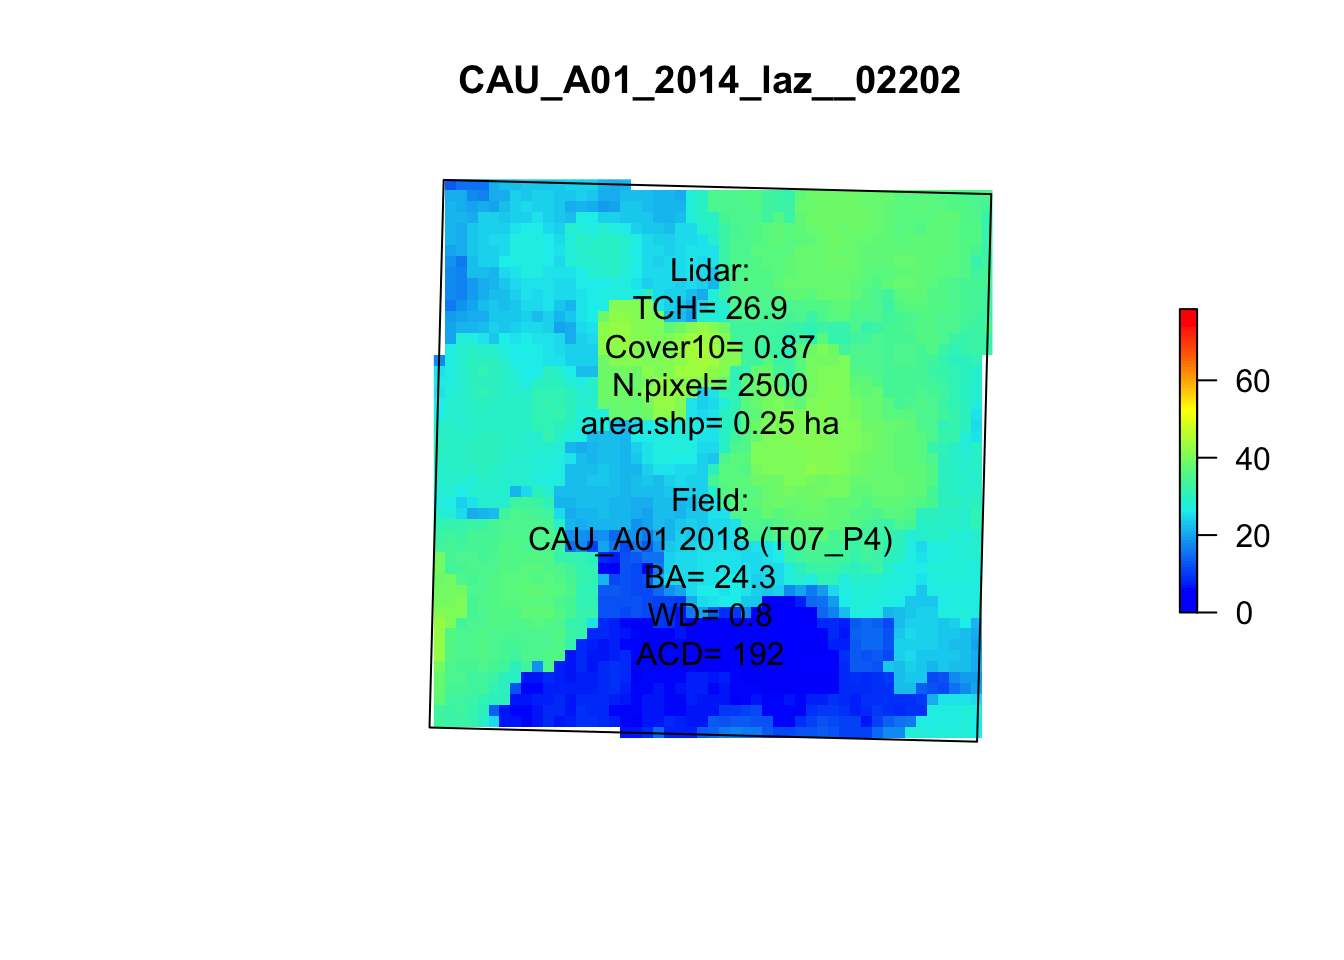 CAU_A01_2014_laz__02202
Lidar:
TCH= 26.9
Cover10= 0.87
N.pixel= 2500
area.shp= 0.25 ha
Field:
CAU_A01 2018 (T07_P4)
BA= 24.3
WD= 0.8
ACD= 192
60
40
20
0